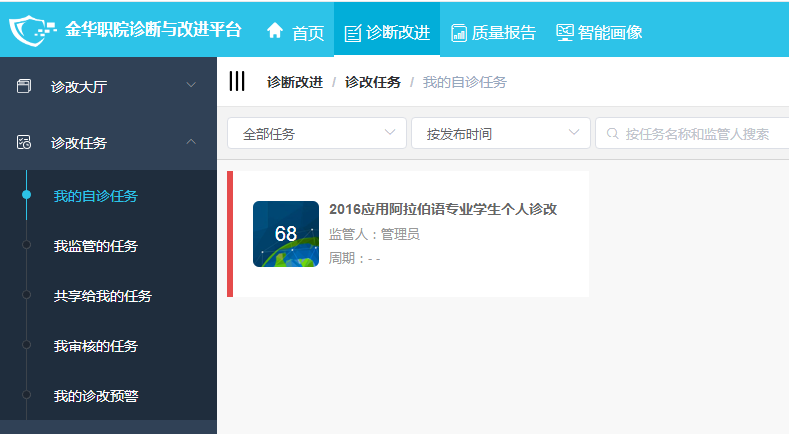 金华职院诊断与改进平台
首页
诊断改进
质量报告
智能画像
诊改大厅
诊改任务
我的自诊任务
我监管的任务
共享给我的任务
我审核的任务
我的诊改预警
诊断改进 / 诊改任务 / 我的自诊任务
全部任务
按发布时间
按任务名称和监管人搜索
68
2016应用阿拉伯语专业学生个人诊改
监管人：管理员
周期：- -